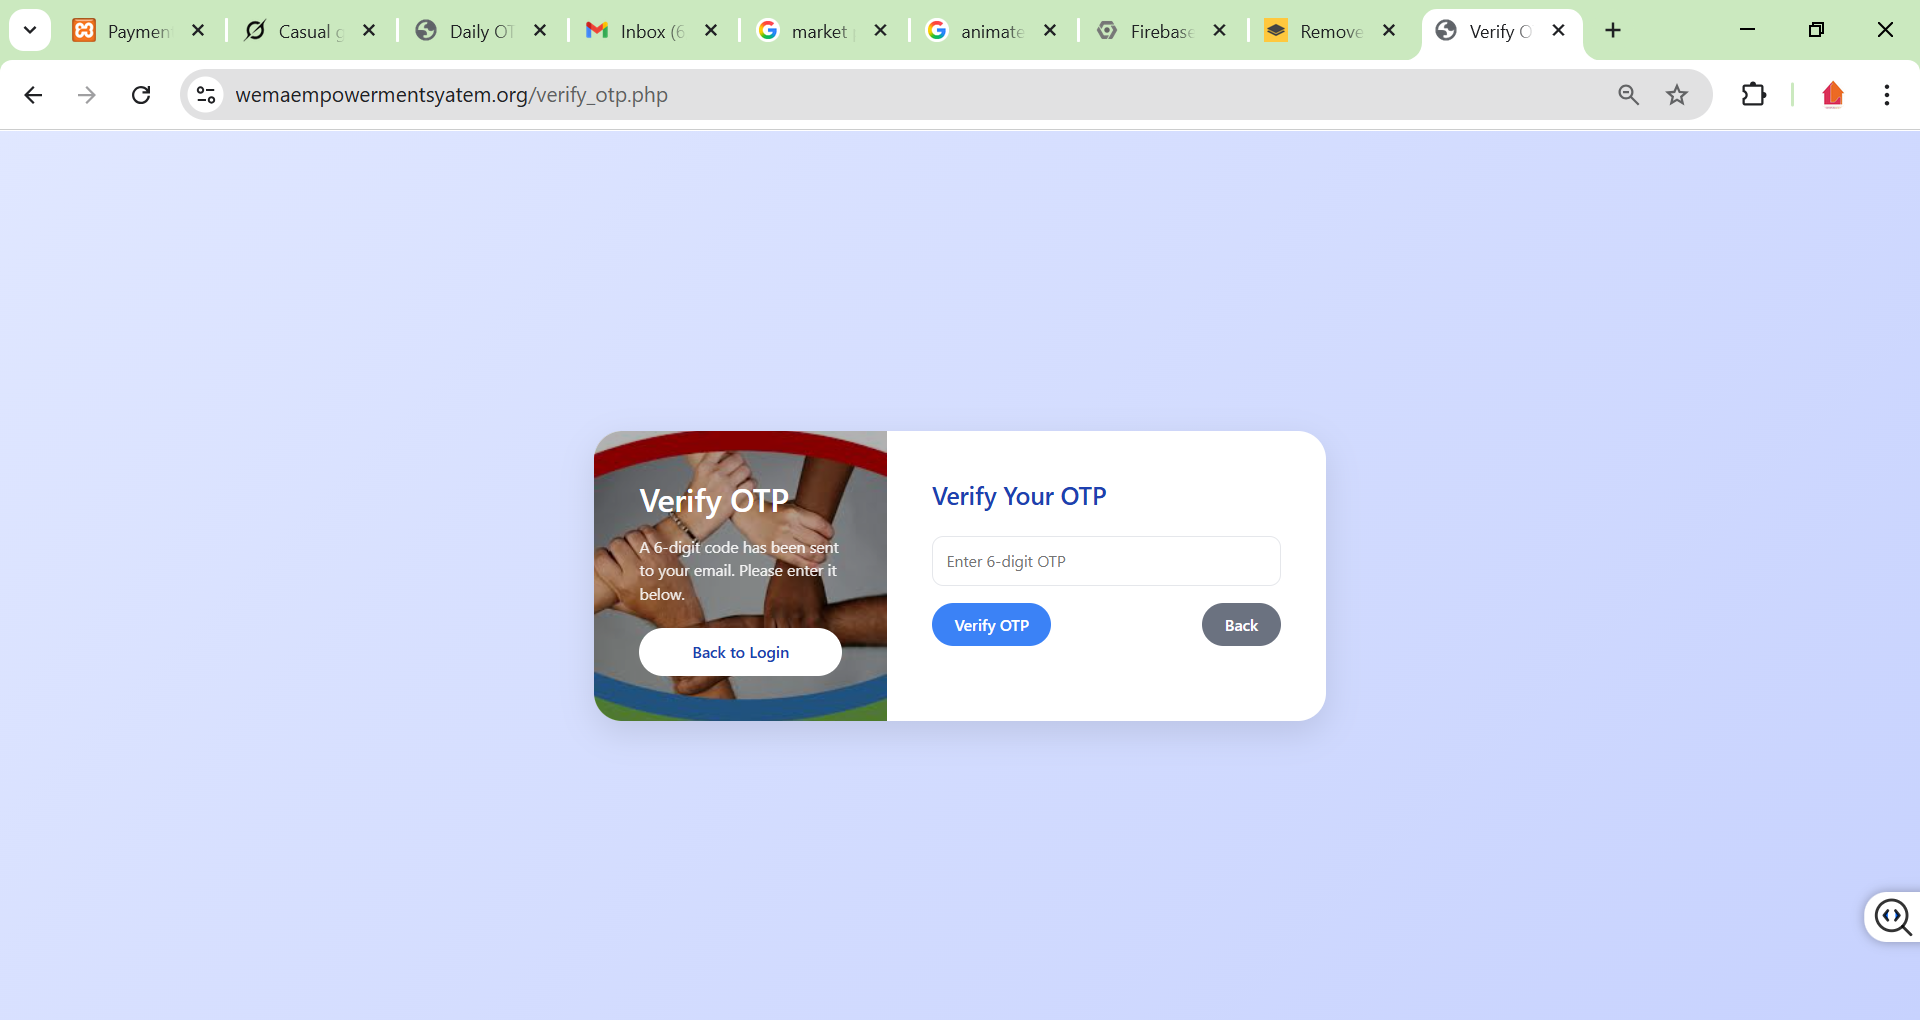 Paymen
Casual g
Daily OT
Inbox (6
market
animate
Firebase
Remove
Verify O
wemaempowermentsyatem.org/verify_otp.php
Verify OTP
A 6-digit code has been sent
to your email. Please enter it
below.
Back to Login
Verify Your OTP
Enter 6-digit OTP
Verify OTP
Back